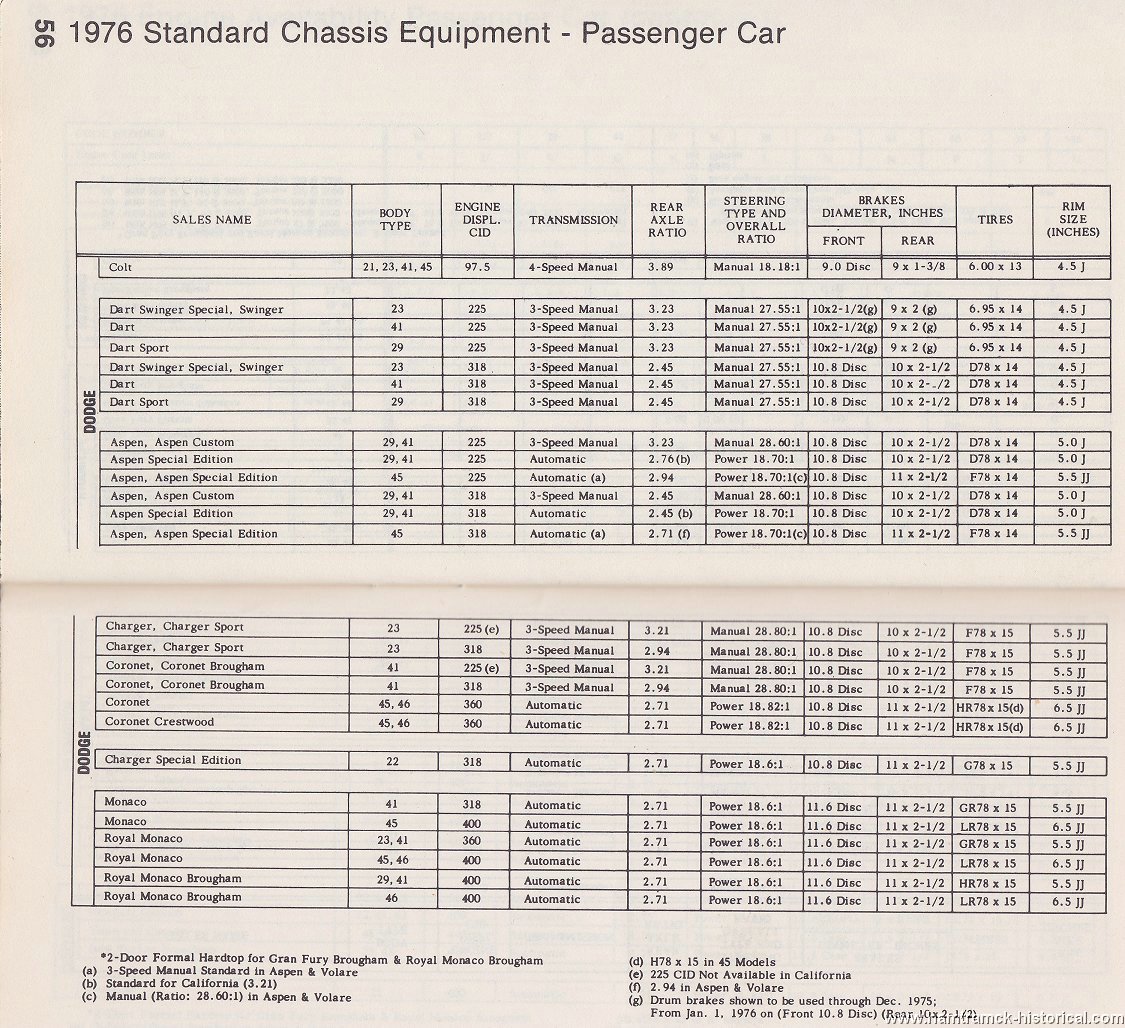 56 1976 Standard Chassis Equipment - Passenger Car
SALES NAME BODY TYPE ENGINE DISPL. CID TRANSMISSION REAR AXLE RATIO STEERING TYPE AND OVERALL RATIO BRAKES DIAMETER, INCHES FRONT REAR TIRES RIM SIZE (INCHES)
DODGE
Colt 21, 23, 41, 45 97.5 4-Speed Manual 3.89 Manual 18.18:1 9.0 Disc 9 x 1-3/8 6.00 x 13 4.5 J
Dart Swinger Special, Swinger 23 225 3-Speed Manual 3.23 Manual 27.55:1 10x2-1/2(g) 9 x 2 (g) 6.95 x 14 4.5 J
Dart 41 225 3-Speed Manual 3.23 Manual 27.55:1 10x2-1/2(g) 9 x 2 (g) 6.95 x 14 4.5 J
Dart Sport 29 225 3-Speed Manual 3.23 Manual 27.55:1 10x2-1/2(g) 9 x 2 (g) 6.95 x 14 4.5 J
Dart Swinger Special, Swinger 23 318 3-Speed Manual 2.45 Manual 27.55:1 10.8 Disc 10 x 2-1/2 D78 x 14 4.5 J
Dart 41 318 3-Speed Manual 2.45 Manual 27.55:1 10.8 Disc 10 x 2-/2 D78 x 14 4.5 J
Dart Sport 29 318 3-Speed Manual 2.45 Manual 27.55:1 10.8 Disc 10 x 2-1/2 D78 x 14 4.5 J
Aspen, Aspen Custom 29, 41 225 3-Speed Manual 3.23 Manual 28.60:1 10.8 Disc 10 x 2-1/2 D78 x 14 5.0 J
Aspen Special Edition 29, 41 225 Automatic 2.76 (b) Power 18.70:1 10.8 Disc 10 x 2-1/2 D78 x 14 5.0 J
Aspen, Aspen Special Edition 45 225 Automatic (a) 2.94 Power 18.70:1(c) 10.8 Disc 11 x 2-1/2 F78 x 14 5.5 JJ
Aspen, Aspen Custom 29, 41 318 3-Speed Manual 2.45 Manual 28.60:1 10.8 Disc 10 x 2-1/2 D78 x 14 5.0 J
Aspen Special Edition 29, 41 318 Automatic 2.45 (b) Power 18.70:1 10.8 Disc 10 x 2-1/2 D78 x 14 5.0 J
Aspen, Aspen Special Edition 45 318 Automatic (a) 2.71 (f) Power 18.70:1(c) 10.8 Disc 11 x 2-1/2 F78 x 14 5.5 JJ
DODGE
Charger, Charger Sport 23 225 (e) 3-Speed Manual 3.21 Manual 28.80:1 10.8 Disc 10 x 2-1/2 F78 x 15 5.5 JJ
Charger, Charger Sport 23 318 3-Speed Manual 2.94 Manual 28.80:1 10.8 Disc 10 x 2-1/2 F78 x 15 5.5 JJ
Coronet, Coronet Brougham 41 225 (e) 3-Speed Manual 3.21 Manual 28.80:1 10.8 Disc 10 x 2-1/2 F78 x 15 5.5 JJ
Coronet, Coronet Brougham 41 318 3-Speed Manual 2.94 Manual 28.80:1 10.8 Disc 10 x 2-1/2 F78 x 15 5.5 JJ
Coronet 45, 46 360 Automatic 2.71 Power 18.82:1 10.8 Disc 11 x 2-1/2 HR78 x 15(d) 6.5 JJ
Coronet Crestwood 45, 46 360 Automatic 2.71 Power 18.82:1 10.8 Disc 11 x 2-1/2 HR78 x 15(d) 6.5 JJ
Charger Special Edition 22 318 Automatic 2.71 Power 18.6:1 10.8 Disc 11 x 2-1/2 G78 x 15 5.5 JJ
Monaco 41 318 Automatic 2.71 Power 18.6:1 11.6 Disc 11 x 2-1/2 GR78 x 15 5.5 JJ
Monaco 45 400 Automatic 2.71 Power 18.6:1 11.6 Disc 11 x 2-1/2 LR78 x 15 6.5 JJ
Royal Monaco 23, 41 360 Automatic 2.71 Power 18.6:1 11.6 Disc 11 x 2-1/2 GR78 x 15 5.5 JJ
Royal Monaco 45, 46 400 Automatic 2.71 Power 18.6:1 11.6 Disc 11 x 2-1/2 LR78 x 15 6.5 JJ
Royal Monaco Brougham 29, 41 400 Automatic 2.71 Power 18.6:1 11.6 Disc 11 x 2-1/2 HR78 x 15 5.5 JJ
Royal Monaco Brougham 46 400 Automatic 2.71 Power 18.6:1 11.6 Disc 11 x 2-1/2 LR78 x 15 6.5 JJ
*2-Door Formal Hardtop for Gran Fury Brougham & Royal Monaco Brougham
(a) 3-Speed Manual Standard in Aspen & Volare
(b) Standard for California (3.21)
(c) Manual (Ratio: 28.60:1) in Aspen & Volare
(d) H78 x 15 in 45 Models
(e) 225 CID Not Available in California
(f) 2.94 in Aspen & Volare
(g) Drum brakes shown to be used through Dec. 1975;
From Jan. 1, 1976 on (Front 10.8 Disc) (Rear 10x2-1/2)
www.hamtramck-historical.com